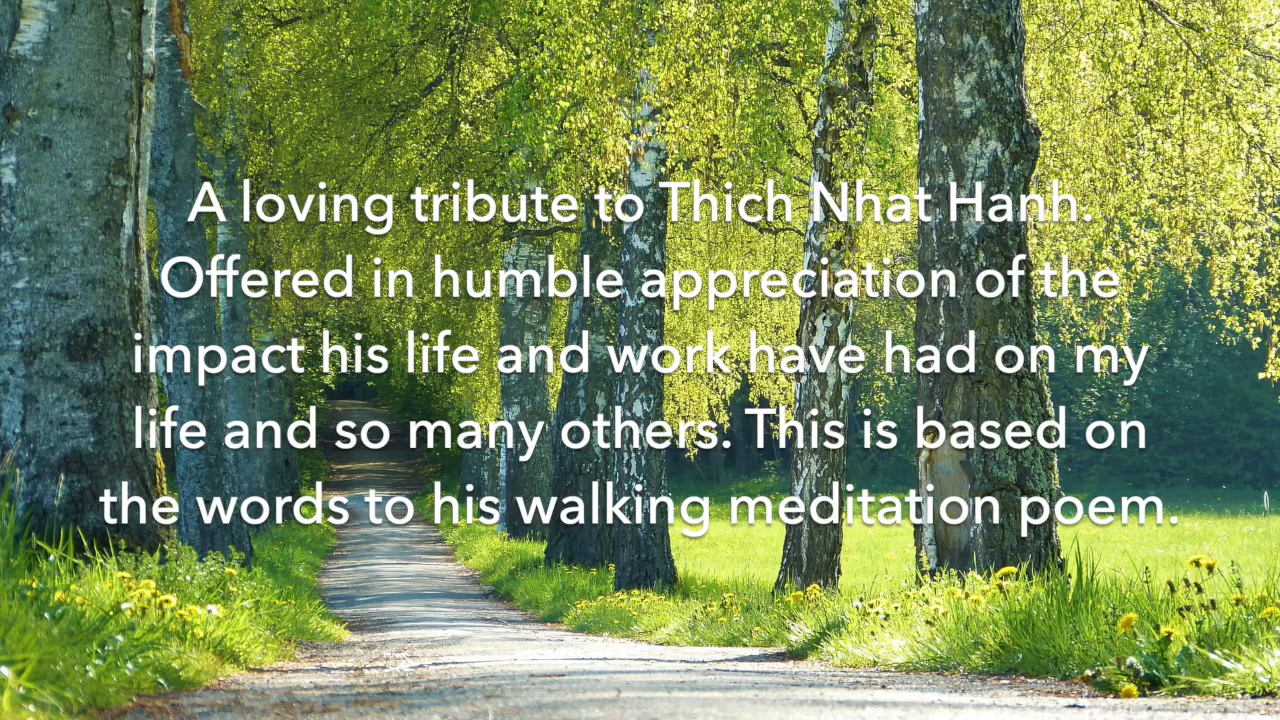 A loving tribute to Thich Nhat Hanh.
Offered in humble appreciation of the
impact his life and work have had on my
life and so many others. This is based on
the words to his walking meditation poem.